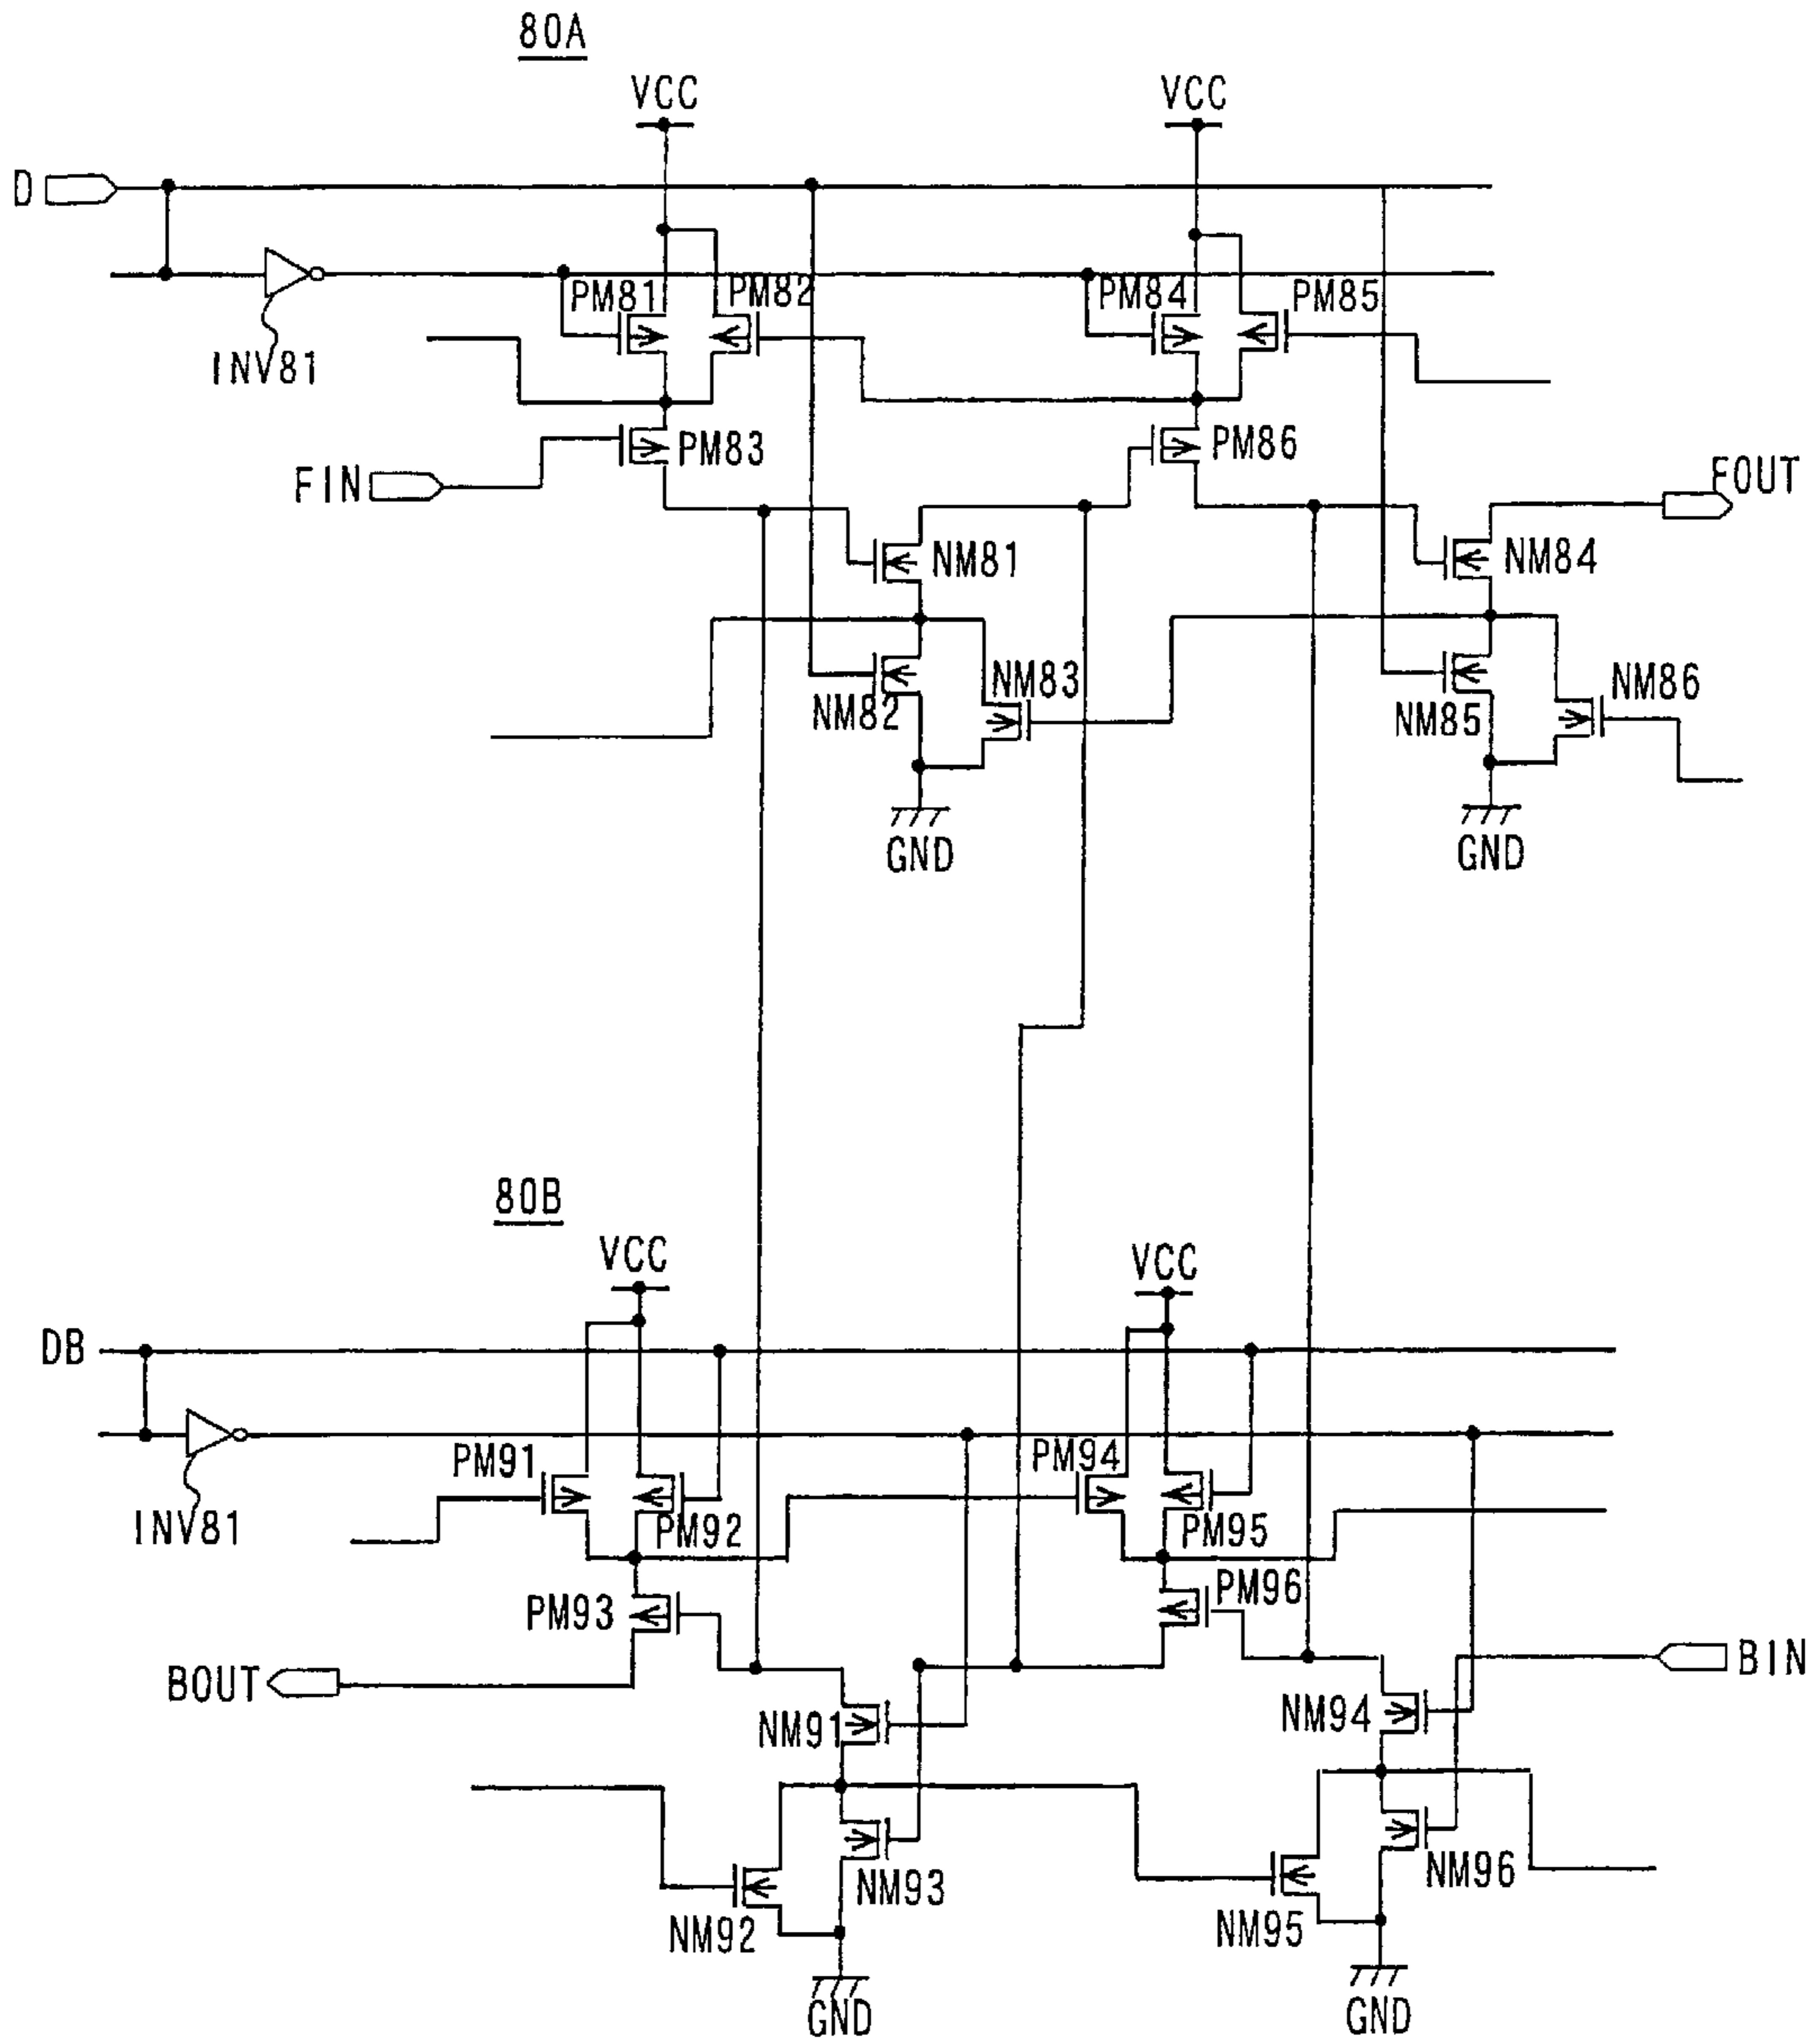 80A
VCC VCC
D
PM81 PM82 PM84 PM85
INV81
PM83 PM86
FIN FOUT
NM81 NM84
NM83 NM86
NM82 NM85
GND GND
80B
VCC VCC
DB
PM91 PM94
INV81 PM92 PM95
PM93 PM96
BOUT BIN
NM91 NM94
NM93 NM96
NM92 NM95
GND GND